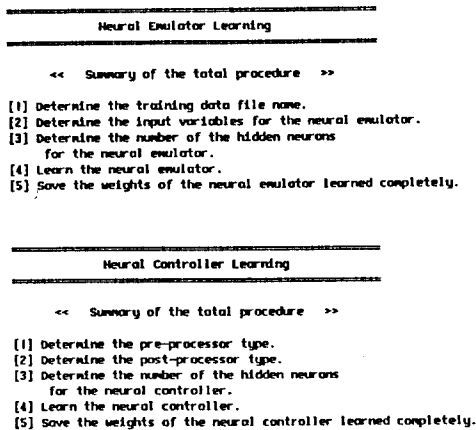 Neural Emulator Learning
<< Summary of the total procedure >>
[1] Determine the training data file name.
[2] Determine the input variables for the neural emulator.
[3] Determine the number of the hidden neurons
for the neural emulator.
[4] Learn the neural emulator.
[5] Save the weights of the neural emulator learned completely.
Neural Controller Learning
<< Summary of the total procedure >>
[1] Determine the pre-processor type.
[2] Determine the post-processor type.
[3] Determine the number of the hidden neurons
for the neural controller.
[4] Learn the neural controller.
[5] Save the weights of the neural controller learned completely.